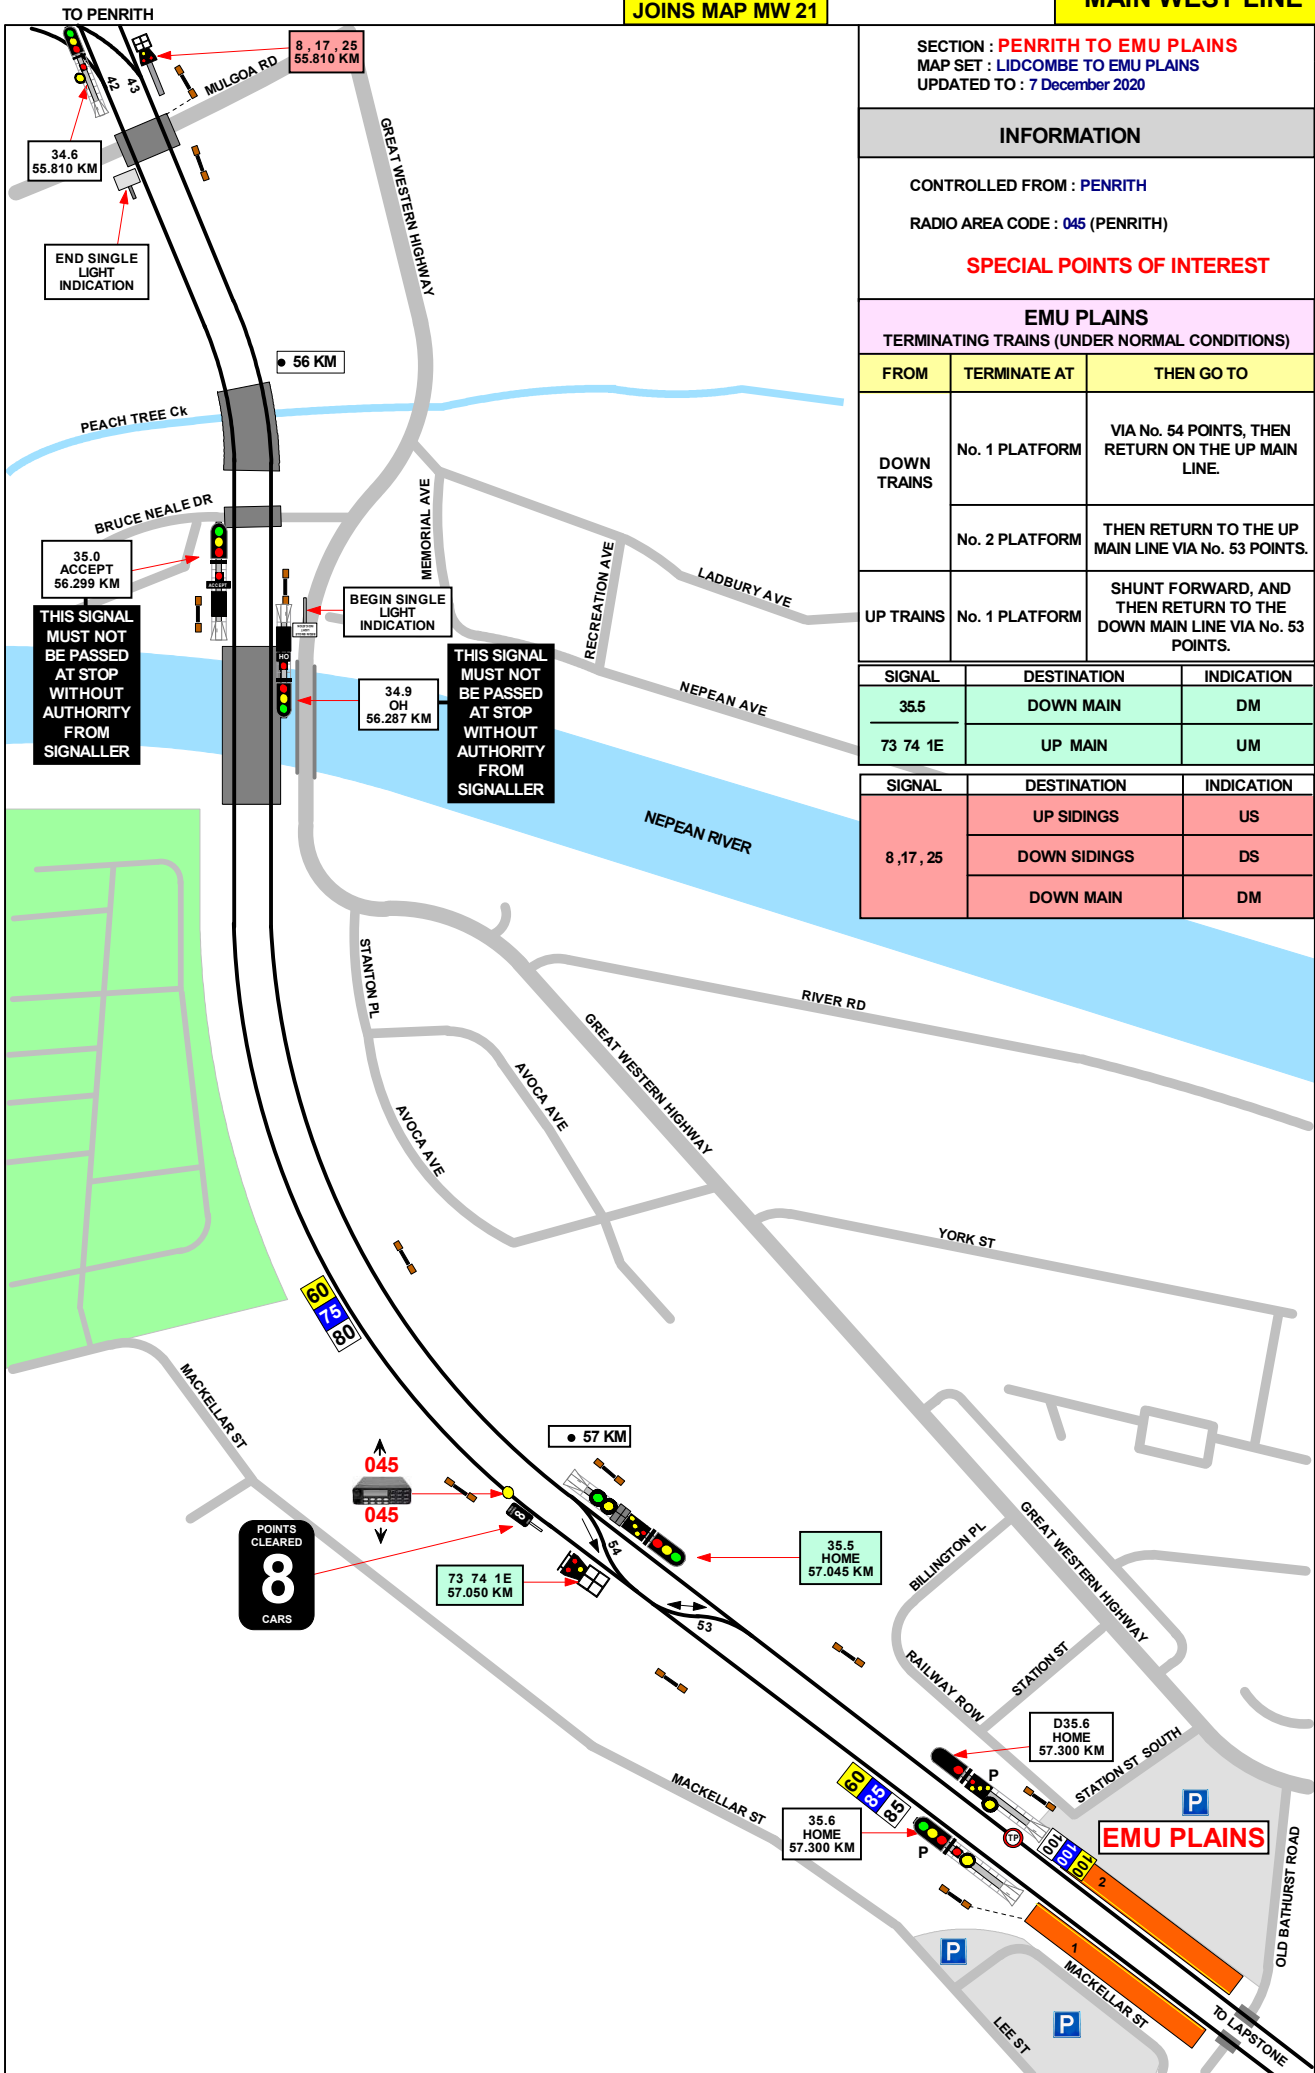 JOINS MAP MW 21
MAIN WEST LINE
SECTION : PENRITH TO EMU PLAINS
MAP SET : LIDCOMBE TO EMU PLAINS
UPDATED TO : 7 December 2020
INFORMATION
CONTROLLED FROM : PENRITH
RADIO AREA CODE : 045 (PENRITH)
SPECIAL POINTS OF INTEREST
EMU PLAINS
TERMINATING TRAINS (UNDER NORMAL CONDITIONS)
FROM TERMINATE AT THEN GO TO
DOWN
TRAINS
No. 1 PLATFORM
VIA No. 54 POINTS, THEN
RETURN ON THE UP MAIN
LINE.
No. 2 PLATFORM
THEN RETURN TO THE UP
MAIN LINE VIA No. 53 POINTS.
UP TRAINS
No. 1 PLATFORM
SHUNT FORWARD, AND
THEN RETURN TO THE
DOWN MAIN LINE VIA No. 53
POINTS.
SIGNAL DESTINATION INDICATION
35.5 DOWN MAIN DM
73 74 1E UP MAIN UM
SIGNAL DESTINATION INDICATION
8 ,17 , 25
UP SIDINGS US
DOWN SIDINGS DS
DOWN MAIN DM
TO PENRITH
8 , 17 , 25
55.810 KM
42
43
MULGOA RD
34.6
55.810 KM
GREAT WESTERN HIGHWAY
END SINGLE
LIGHT
INDICATION
56 KM
PEACH TREE Ck
BRUCE NEALE DR
MEMORIAL AVE
35.0
ACCEPT
56.299 KM
ACCEPT
RECREATION AVE
LADBURY AVE
BEGIN SINGLE
LIGHT
INDICATION
THIS SIGNAL
MUST NOT
BE PASSED
AT STOP
WITHOUT
AUTHORITY
FROM
SIGNALLER
HO
34.9
OH
56.287 KM
THIS SIGNAL
MUST NOT
BE PASSED
AT STOP
WITHOUT
AUTHORITY
FROM
SIGNALLER
NEPEAN AVE
NEPEAN RIVER
STANTON PL
RIVER RD
GREAT WESTERN HIGHWAY
AVOCA AVE
AVOCA AVE
YORK ST
60
75
80
MACKELLAR ST
57 KM
045
045
8
POINTS
CLEARED
8
CARS
73 74 1E
57.050 KM
54
53
35.5
HOME
57.045 KM
BILLINGTON PL
GREAT WESTERN HIGHWAY
STATION ST
RAILWAY ROW
D35.6
HOME
57.300 KM
STATION ST SOUTH
P
P
MACKELLAR ST
60
85
85
35.6
HOME
57.300 KM
P
TP
100
100
100
EMU PLAINS
2
OLD BATHURST ROAD
1
P
MACKELLAR ST
P
LEE ST
TO LAPSTONE